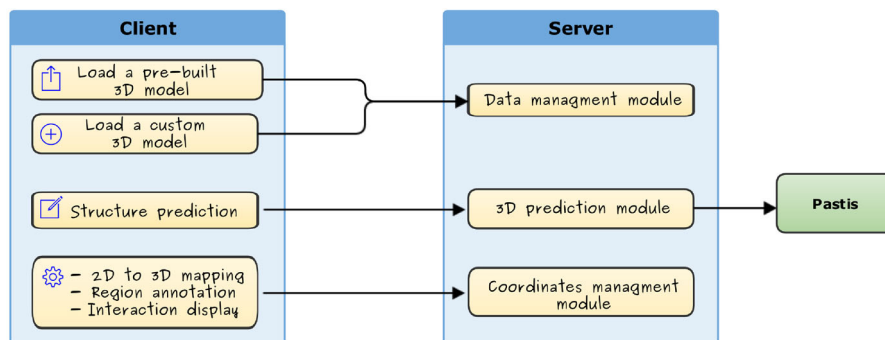 Client
Server
Load a pre-built
3D model
Load a custom
3D model
Data managment module
Structure prediction
3D prediction module
Pastis
- 2D to 3D mapping
- Region annotation
- Interaction display
Coordinates managment
module